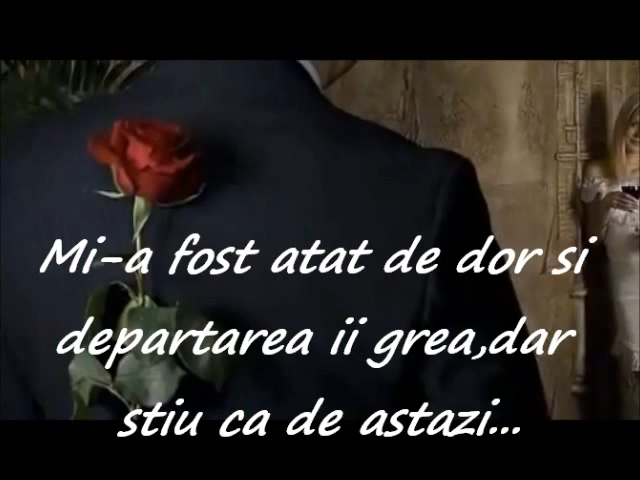 Mi-a fost atat de dor si
departarea ii grea,dar
stiu ca de astazi...